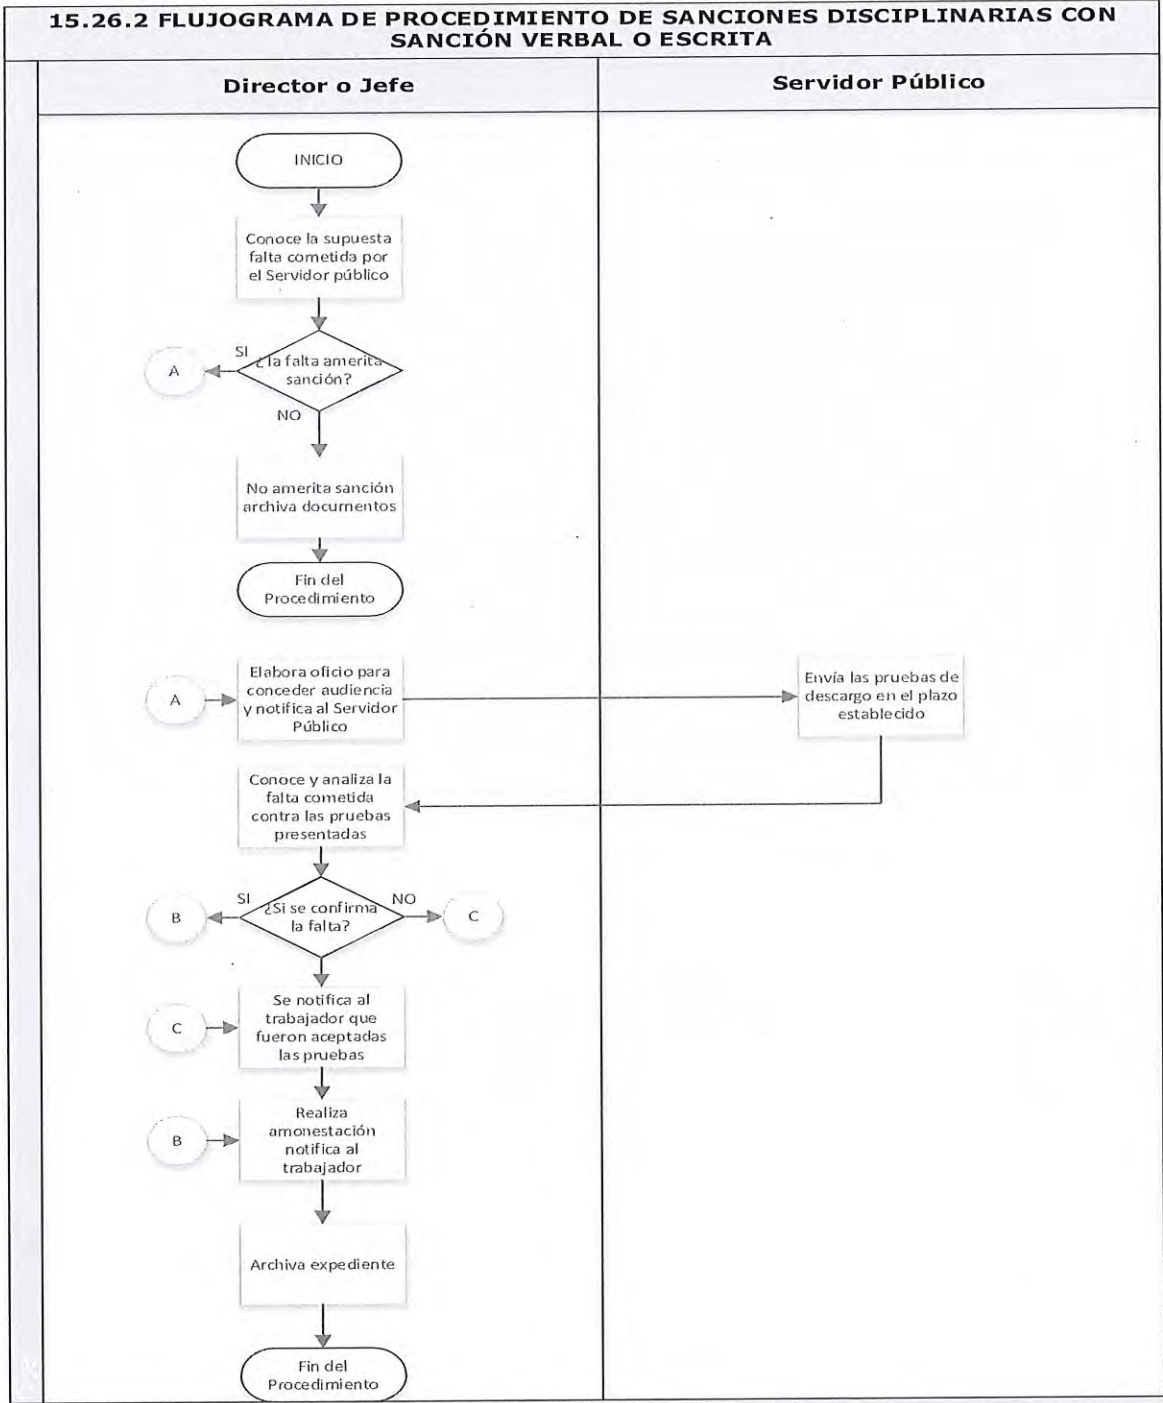 15.26.2 FLUJOGRAMA DE PROCEDIMIENTO DE SANCIONES DISCIPLINARIAS CON
SANCIÓN VERBAL O ESCRITA
Director o Jefe
Servidor Público
INICIO
Conoce la supuesta
falta cometida por
el Servidor público
SI
¿la falta amerita
sanción?
A
NO
No amerita sanción
archiva documentos
Fin del
Procedimiento
A
Elabora oficio para
conceder audiencia
y notifica al Servidor
Público
Envía las pruebas de
descargo en el plazo
establecido
Conoce y analiza la
falta cometida
contra las pruebas
presentadas
SI
NO
B
¿Si se confirma
la falta?
C
C
Se notifica al
trabajador que
fueron aceptadas
las pruebas
B
Realiza
amonestación
notifica al
trabajador
Archiva expediente
Fin del
Procedimiento